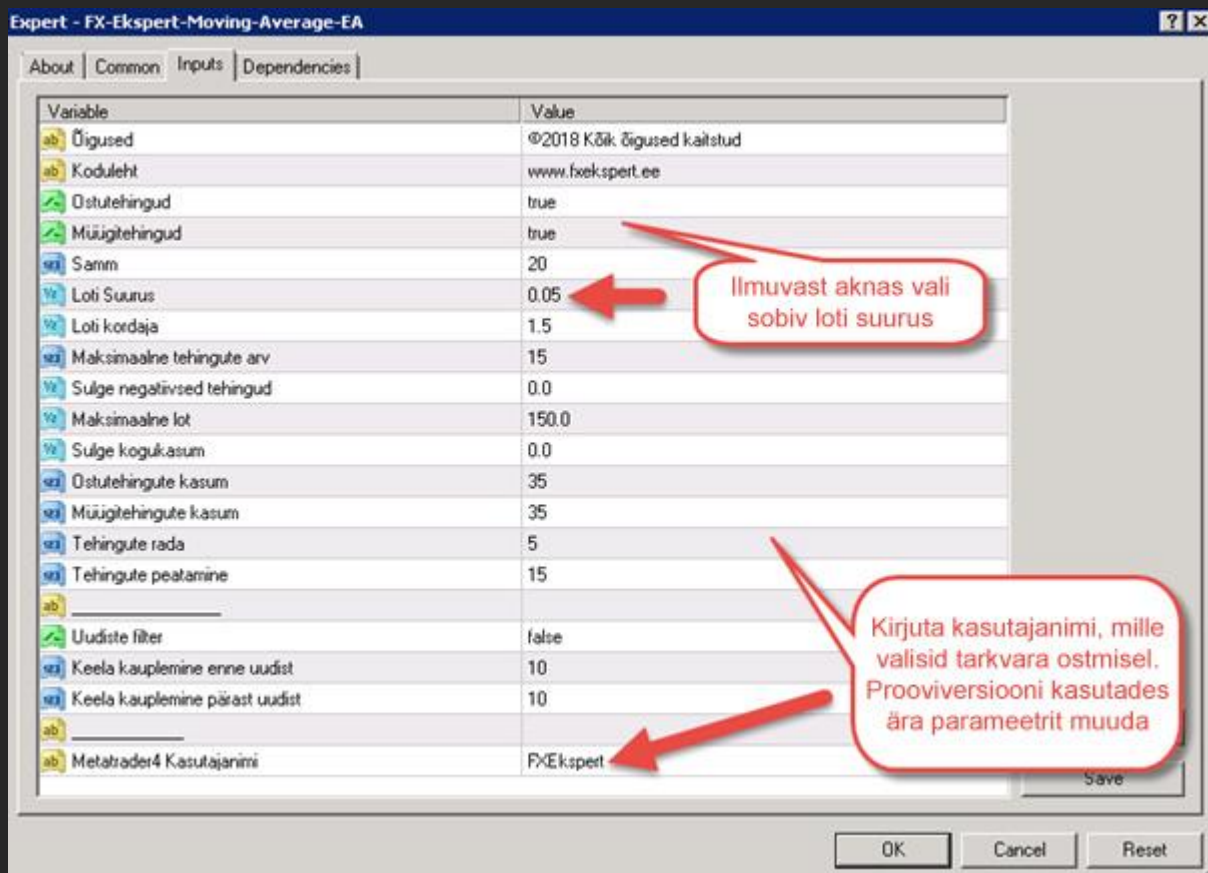 Expert - FX-Ekspert-Moving-Average-EA
About Common Inputs Dependencies
Variable Value
Õigused ©2018 Kõik õigused kaitstud
Koduleht www.fxekspert.ee
Ostutehingud true
Müügitehingud true
Samm 20
Loti Suurus 0.05
Loti kordaja 1.5
Maksimaalne tehingute arv 15
Sulge negatiivsed tehingud 0.0
Maksimaalne lot 150.0
Sulge kogukasum 0.0
Ostutehingute kasum 35
Müügitehingute kasum 35
Tehingute rada 5
Tehingute peatamine 15
Uudiste filter false
Keela kauplemine enne uudist 10
Keela kauplemine pärast uudist 10
Metatrader4 Kasutajanimi FXEkspert
Ilmuvast aknas vali
sobiv loti suurus
Kirjuta kasutajanimi, mille
valisid tarkvara ostmisel.
Prooviversiooni kasutades
ära parameetrit muuda
Save
OK Cancel Reset